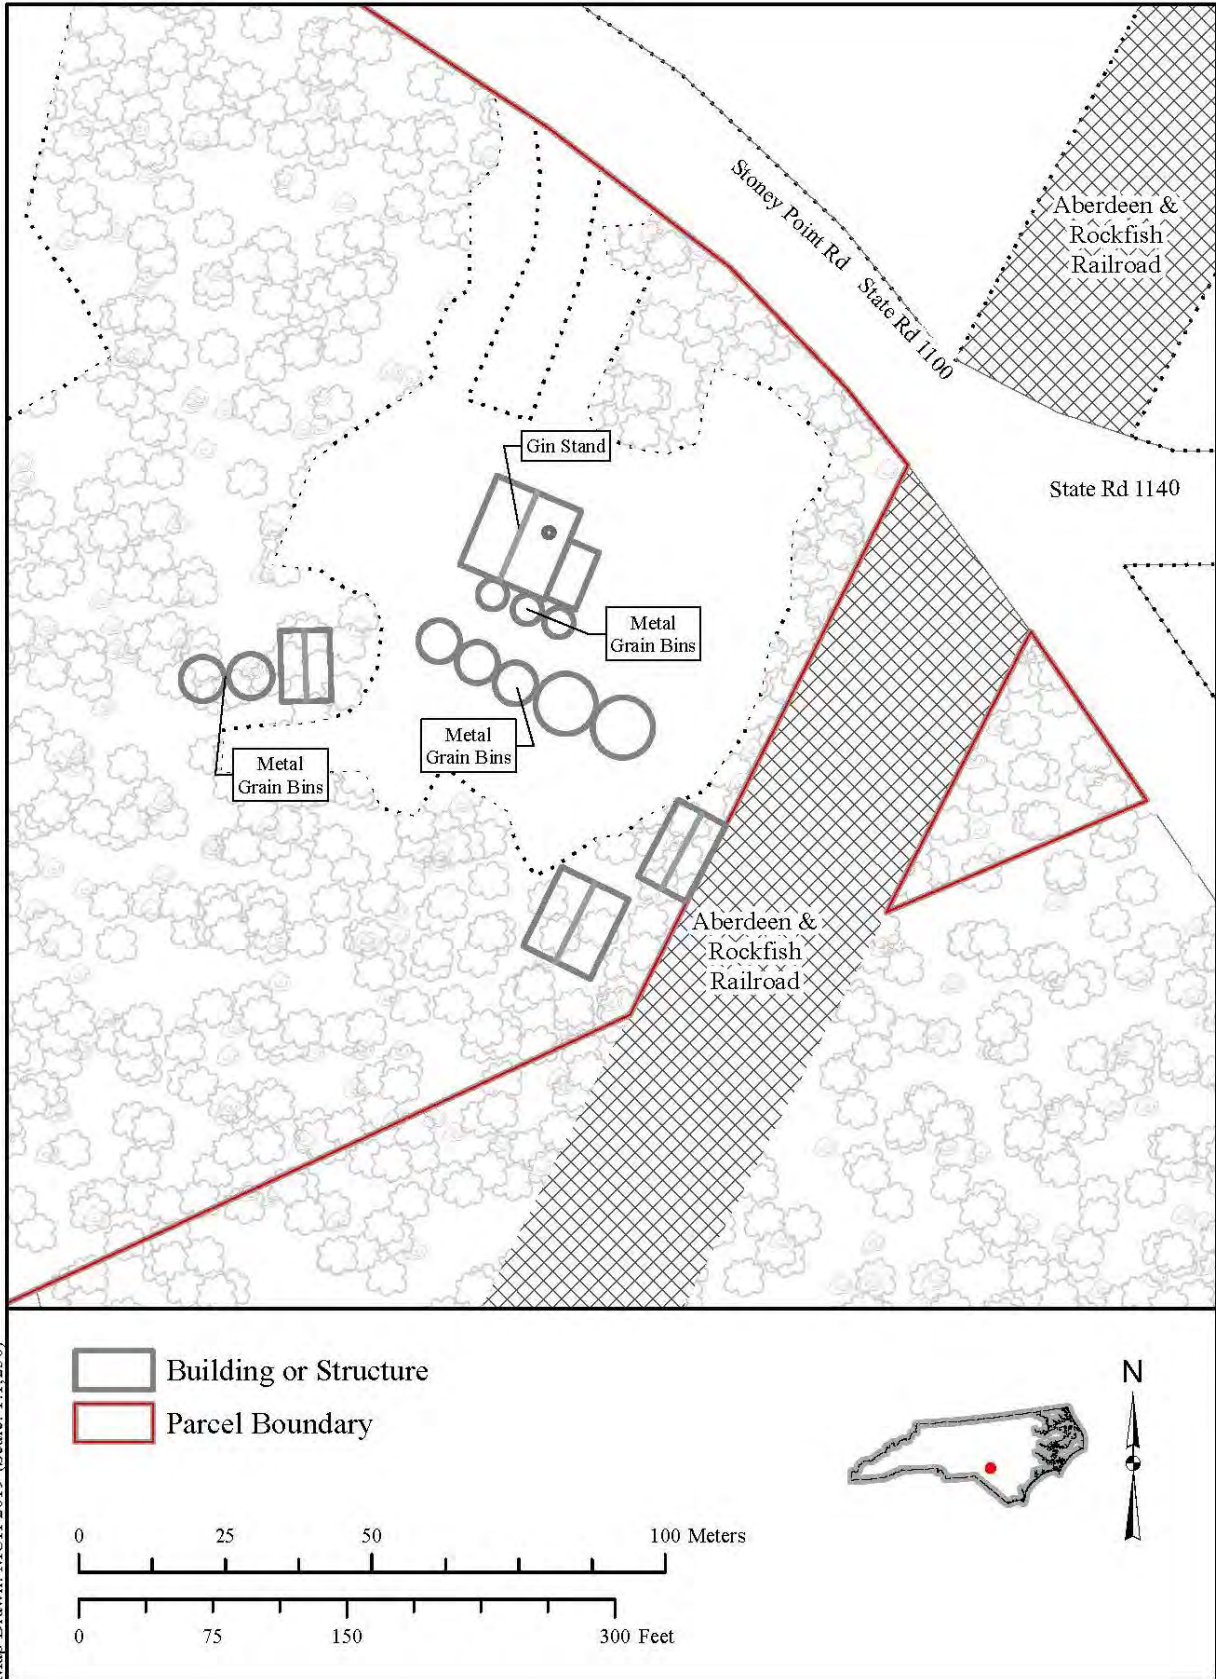 Stoney Point Rd
State Rd 1100
Aberdeen &
Rockfish
Railroad
State Rd 1140
Gin Stand
Metal
Grain Bins
Metal
Grain Bins
Metal
Grain Bins
Aberdeen &
Rockfish
Railroad
Building or Structure
Parcel Boundary
N
0 25 50 100 Meters
0 75 150 300 Feet